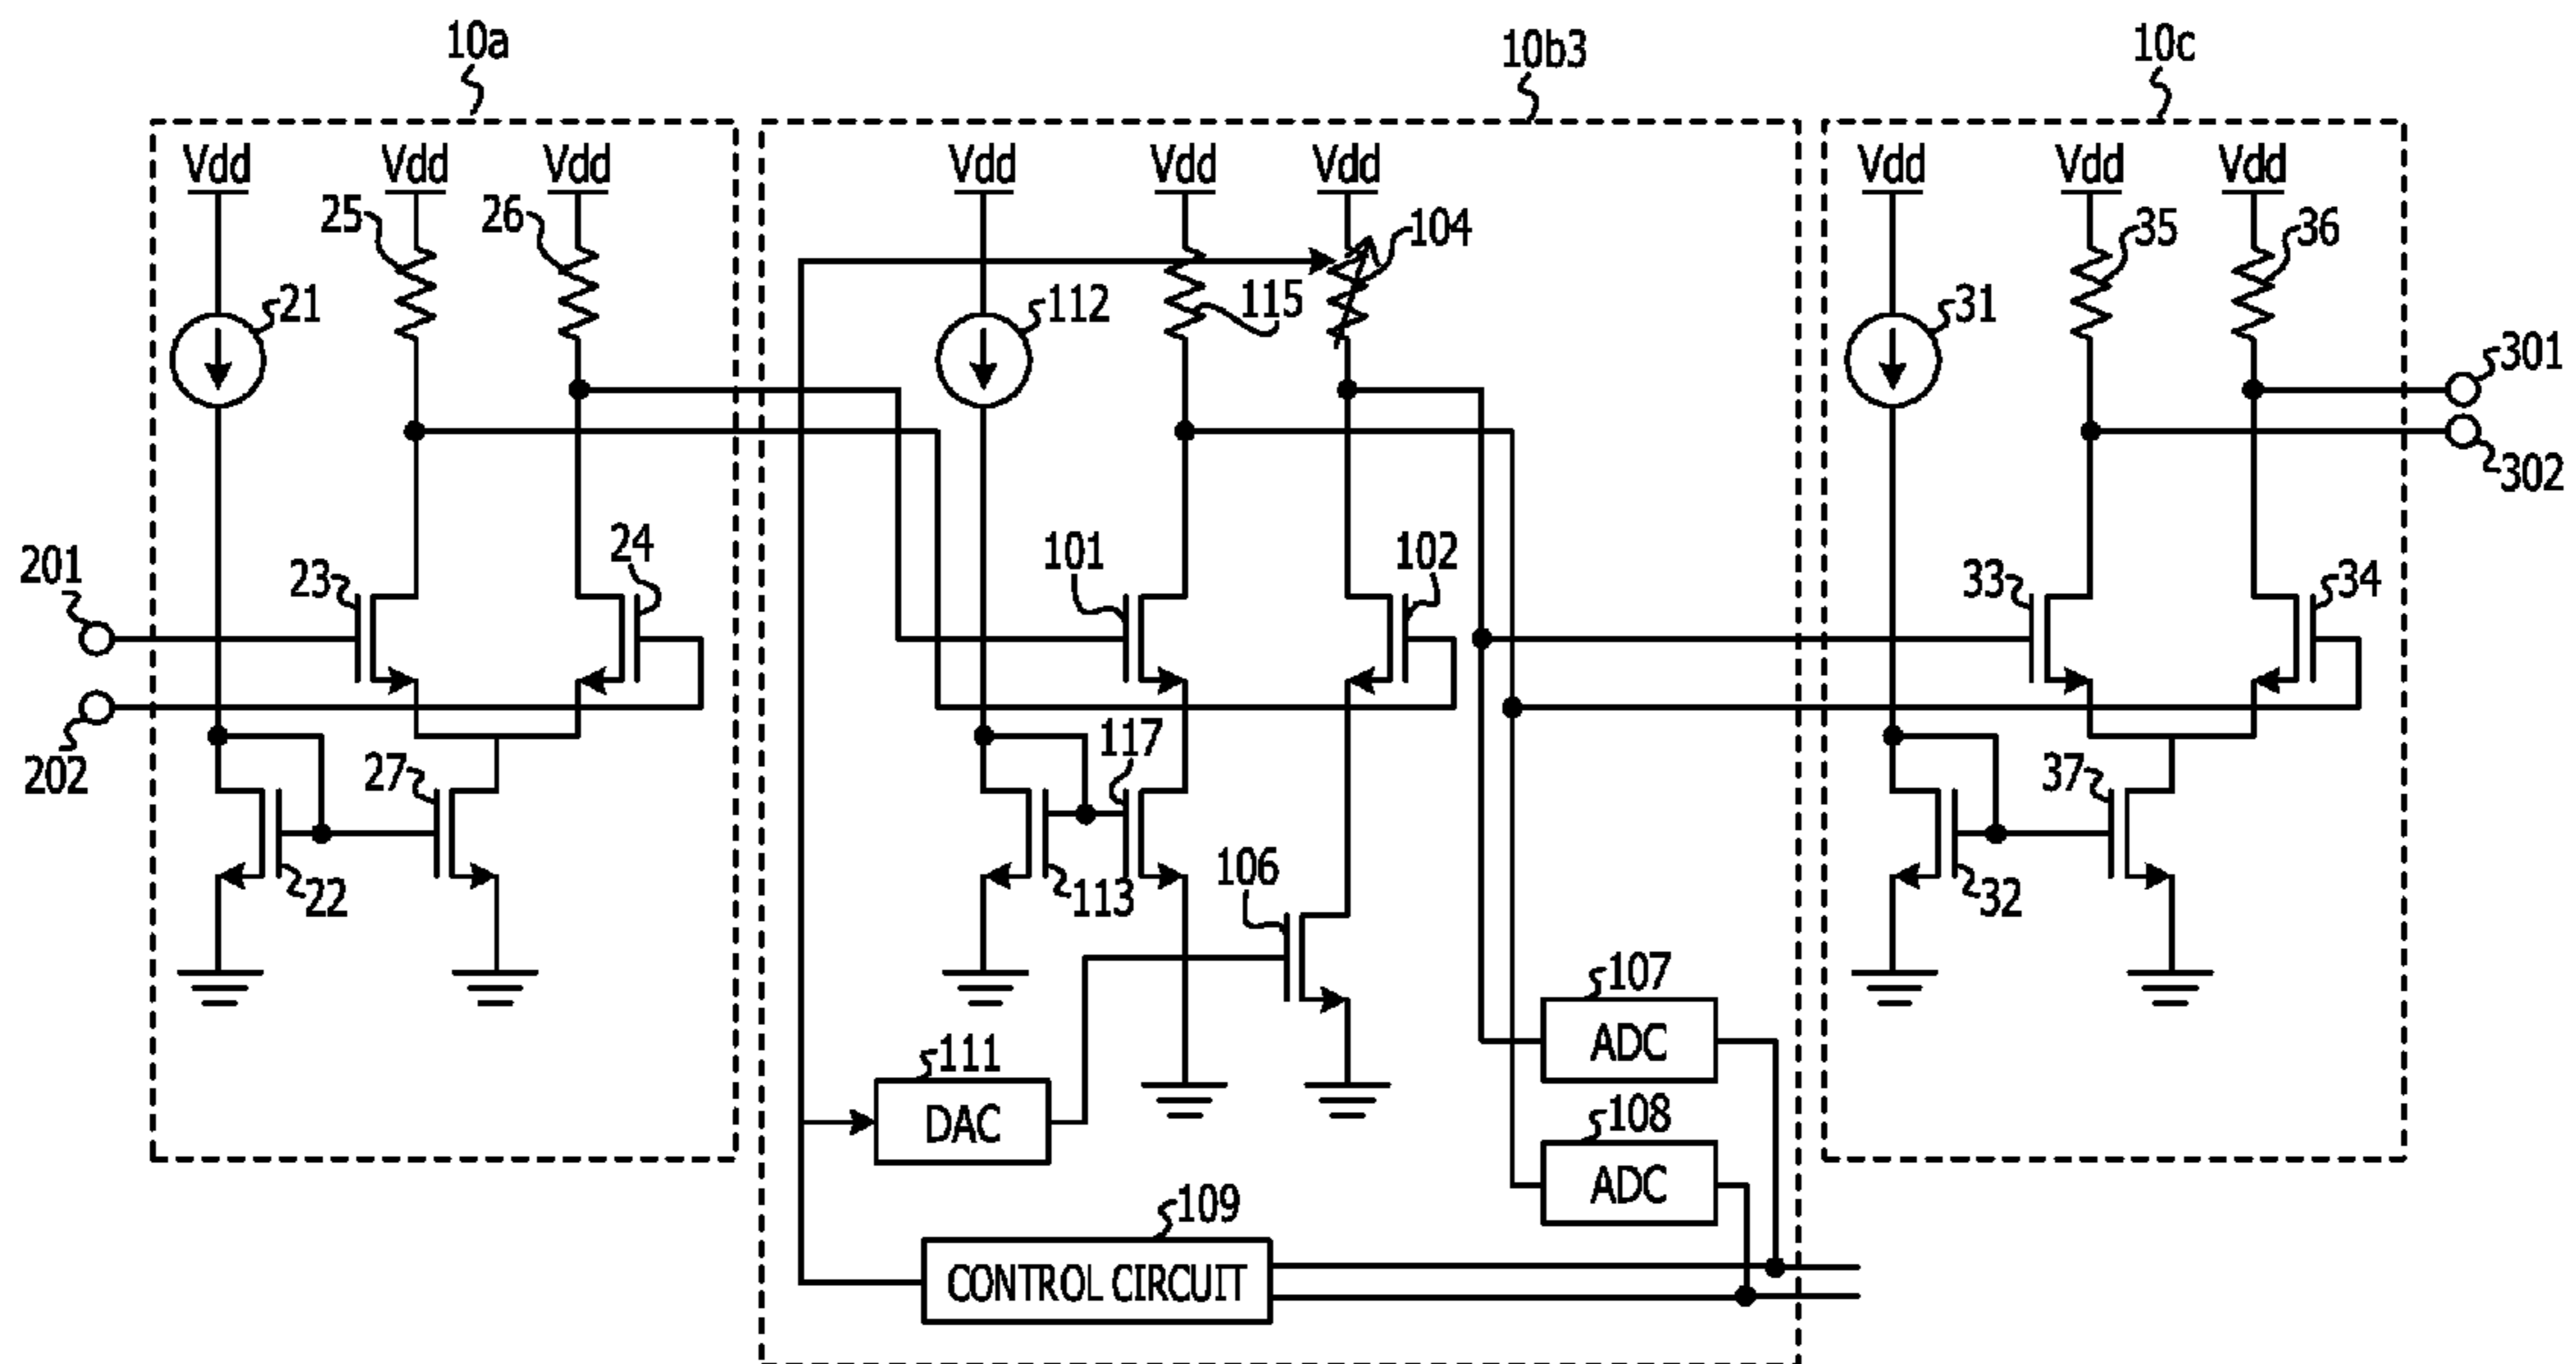 10a
10b3
10c
Vdd
Vdd
Vdd
Vdd
Vdd
Vdd
Vdd
Vdd
Vdd
25
26
104
35
36
21
112
115
31
301
302
201
23
24
101
102
33
34
202
27
117
37
22
113
106
32
107
ADC
111
DAC
108
ADC
109
CONTROL CIRCUIT